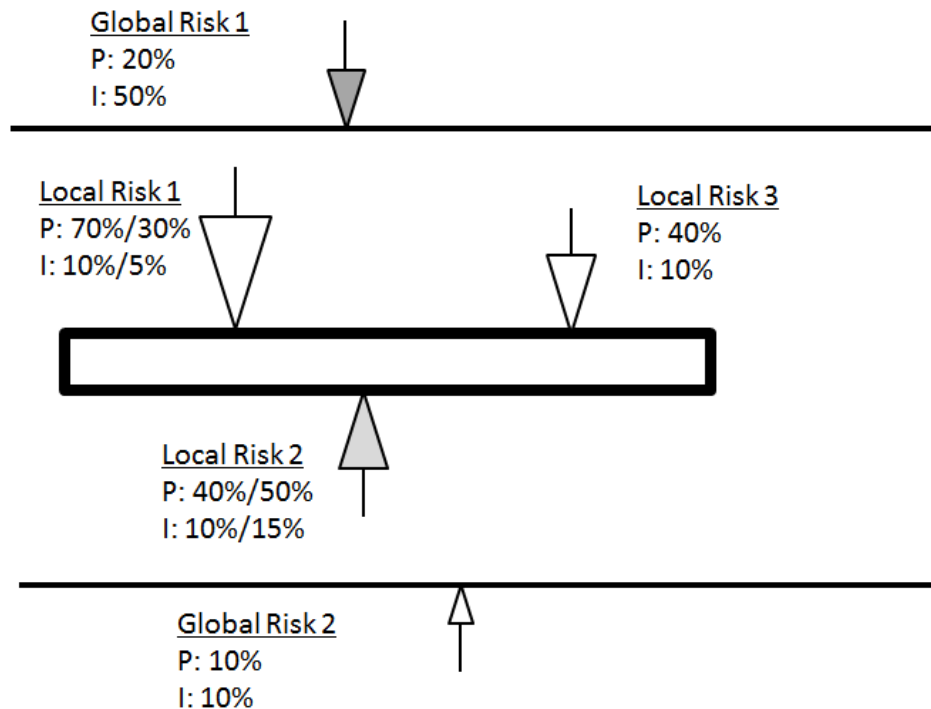 Global Risk 1
P: 20%
I: 50%
Local Risk 1
P: 70%/30%
I: 10%/5%
Local Risk 3
P: 40%
I: 10%
Local Risk 2
P: 40%/50%
I: 10%/15%
Global Risk 2
P: 10%
I: 10%